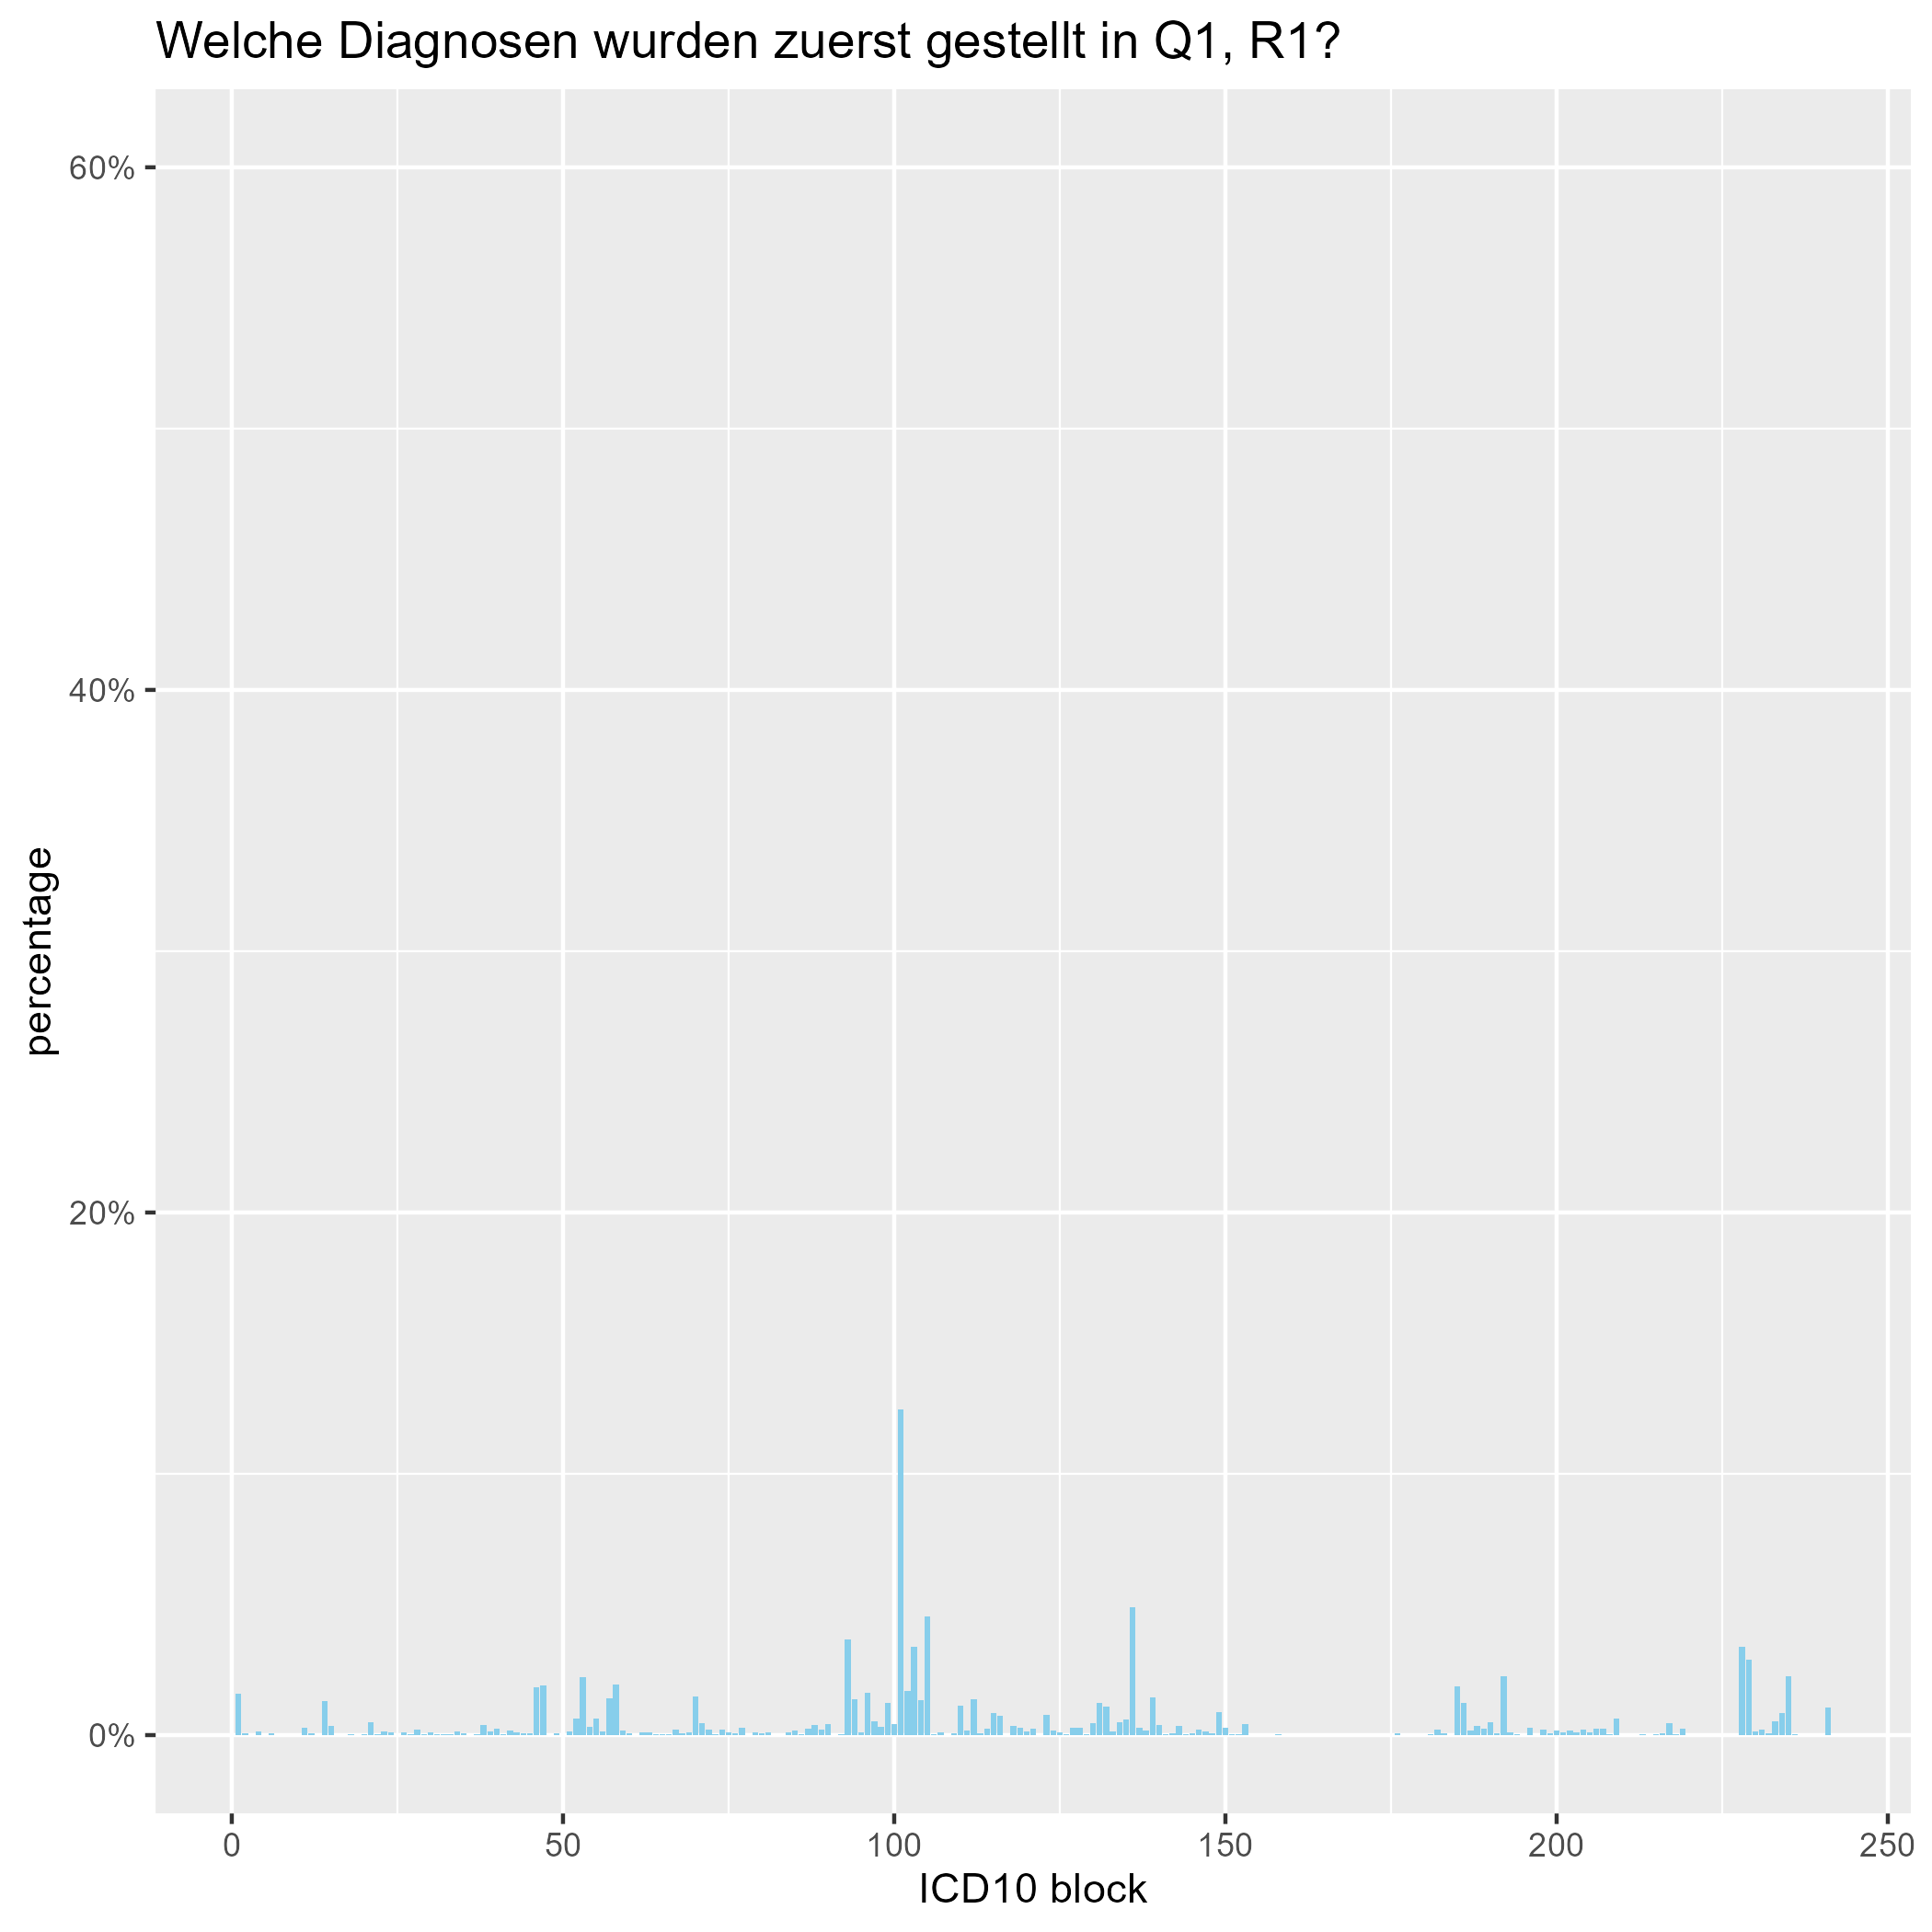 Welche Diagnosen wurden zuerst gestellt in Q1, R1?
60%
40%
20%
0%
percentage
0 50 100 150 200 250
ICD10 block